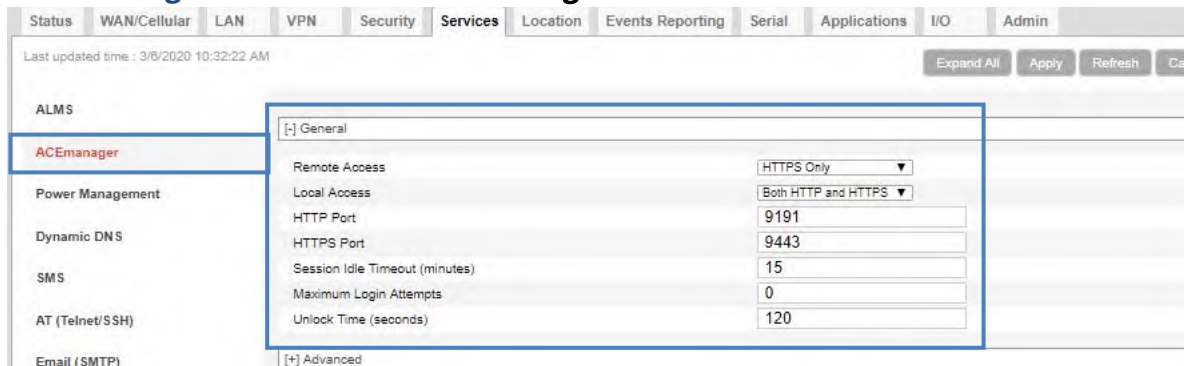 Status WAN/Cellular LAN VPN Security Services Location Events Reporting Serial Applications I/O Admin
Last updated time : 3/6/2020 10:32:22 AM
Expand All Apply Refresh
ALMS
[-] General
ACEmanager
Remote Access HTTPS Only
Power Management
Local Access Both HTTP and HTTPS
HTTP Port 9191
Dynamic DNS
HTTPS Port 9443
SMS
Session Idle Timeout (minutes) 15
Maximum Login Attempts 0
AT (Telnet/SSH)
Unlock Time (seconds) 120
Email (SMTP)
[+] Advanced